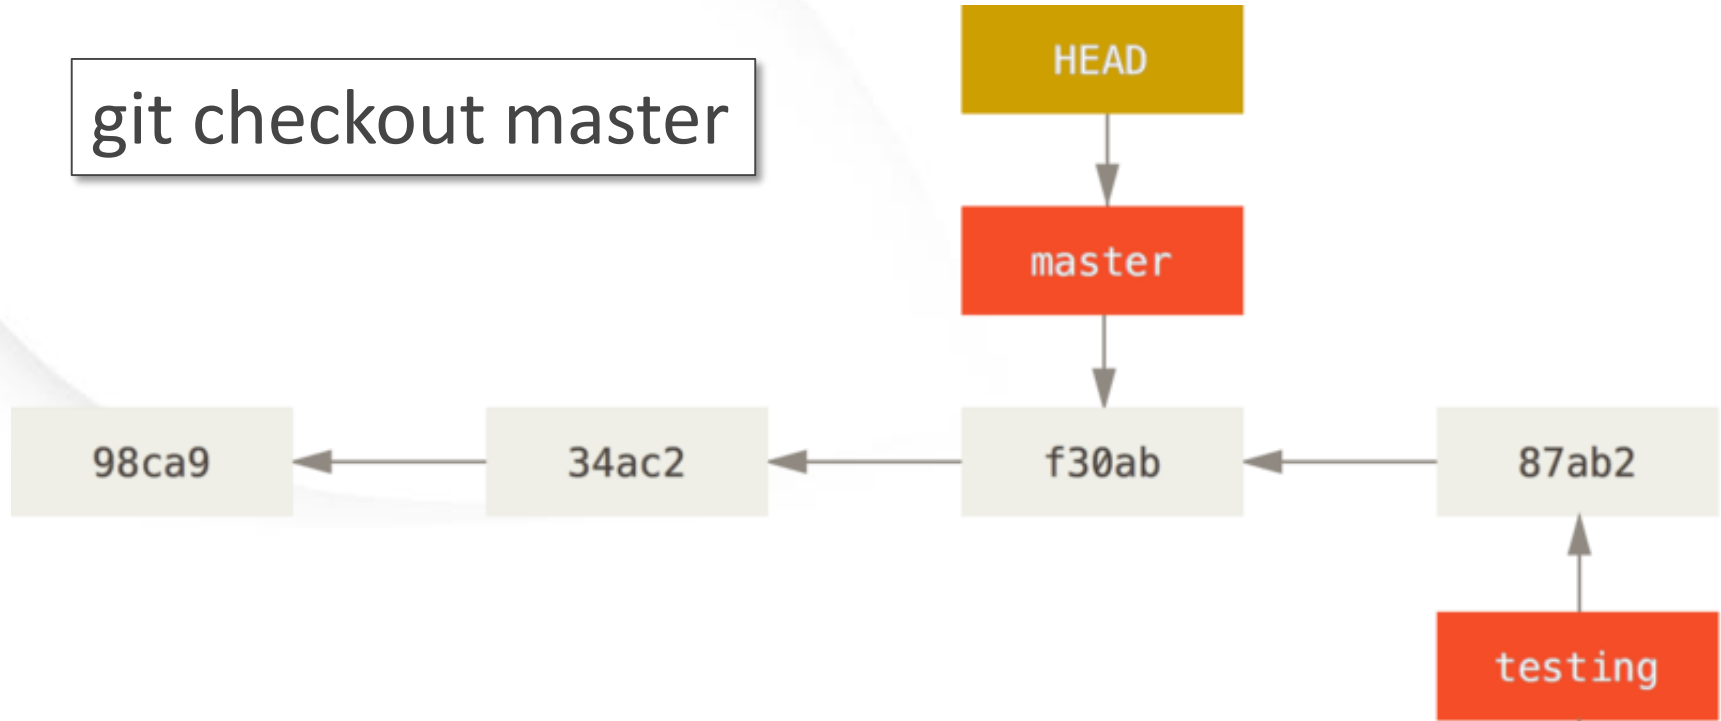 git checkout master
HEAD
master
98ca9
34ac2
f30ab
87ab2
testing